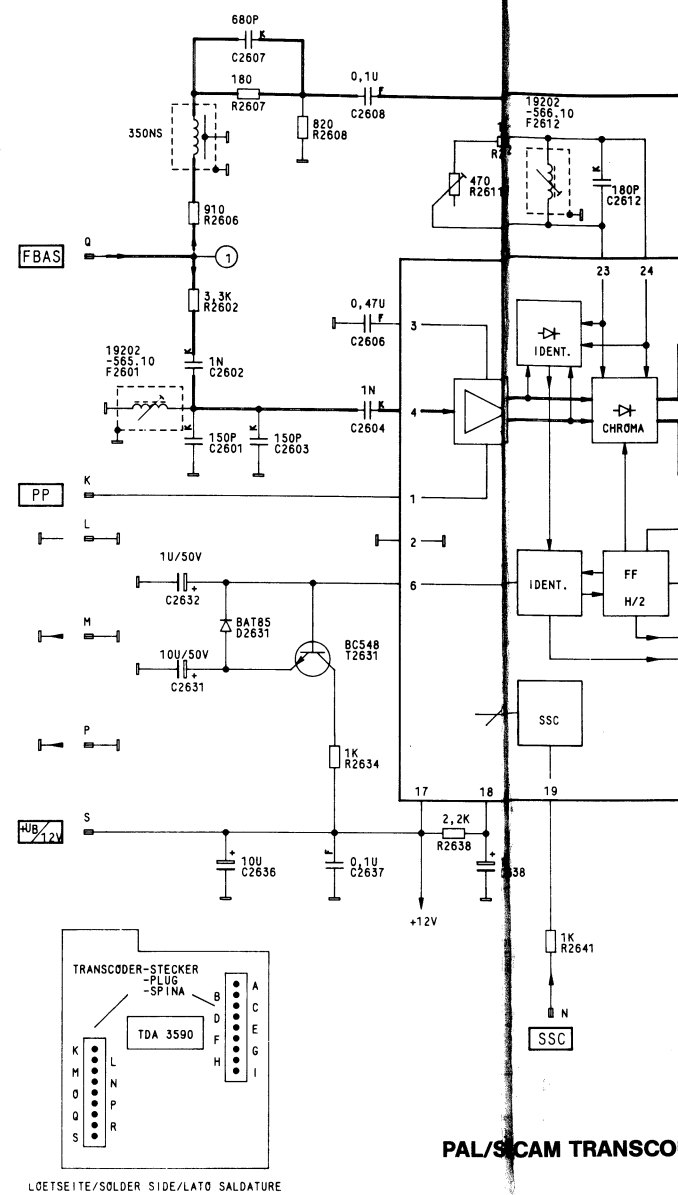 680P
K
C2607
180
R2607
0,1U
F
C2608
820
R2608
350NS
19202
-566.10
F2612
470
R2611
K
180P
C2612
910
R2606
Q
FBAS
1
23
24
3,3K
R2602
0,47U
F
C2606
3
IDENT.
19202
-565.10
F2601
K
1N
C2602
1N
K
C2604
4
CHROMA
K
150P
C2601
K
150P
C2603
K
PP
1
L
2
1U/50V
+
C2632
6
IDENT.
FF
H/2
BAT85
D2631
M
BC548
T2631
10U/50V
+
C2631
SSC
P
1K
R2634
17
18
19
+UB/12V
S
2,2K
R2638
+
10U
C2636
F
0,1U
C2637
+
+12V
1K
R2641
N
SSC
TRANSCODER-STECKER
-PLUG
-SPINA
A
B
C
D
E
F
G
H
I
TDA 3590
K
L
M
N
O
P
Q
R
S
LOETSEITE/SOLDER SIDE/LATO SALDATURE